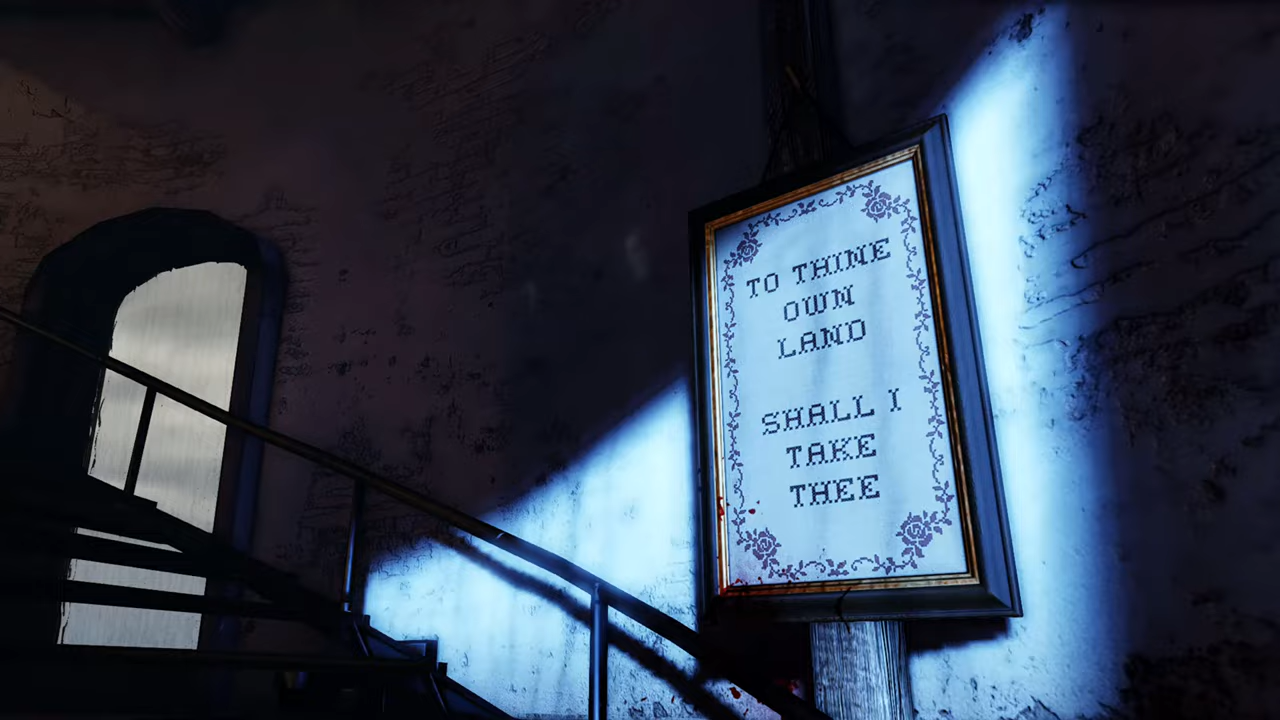 TO THINE
OWN
LAND
SHALL I
TAKE
THEE